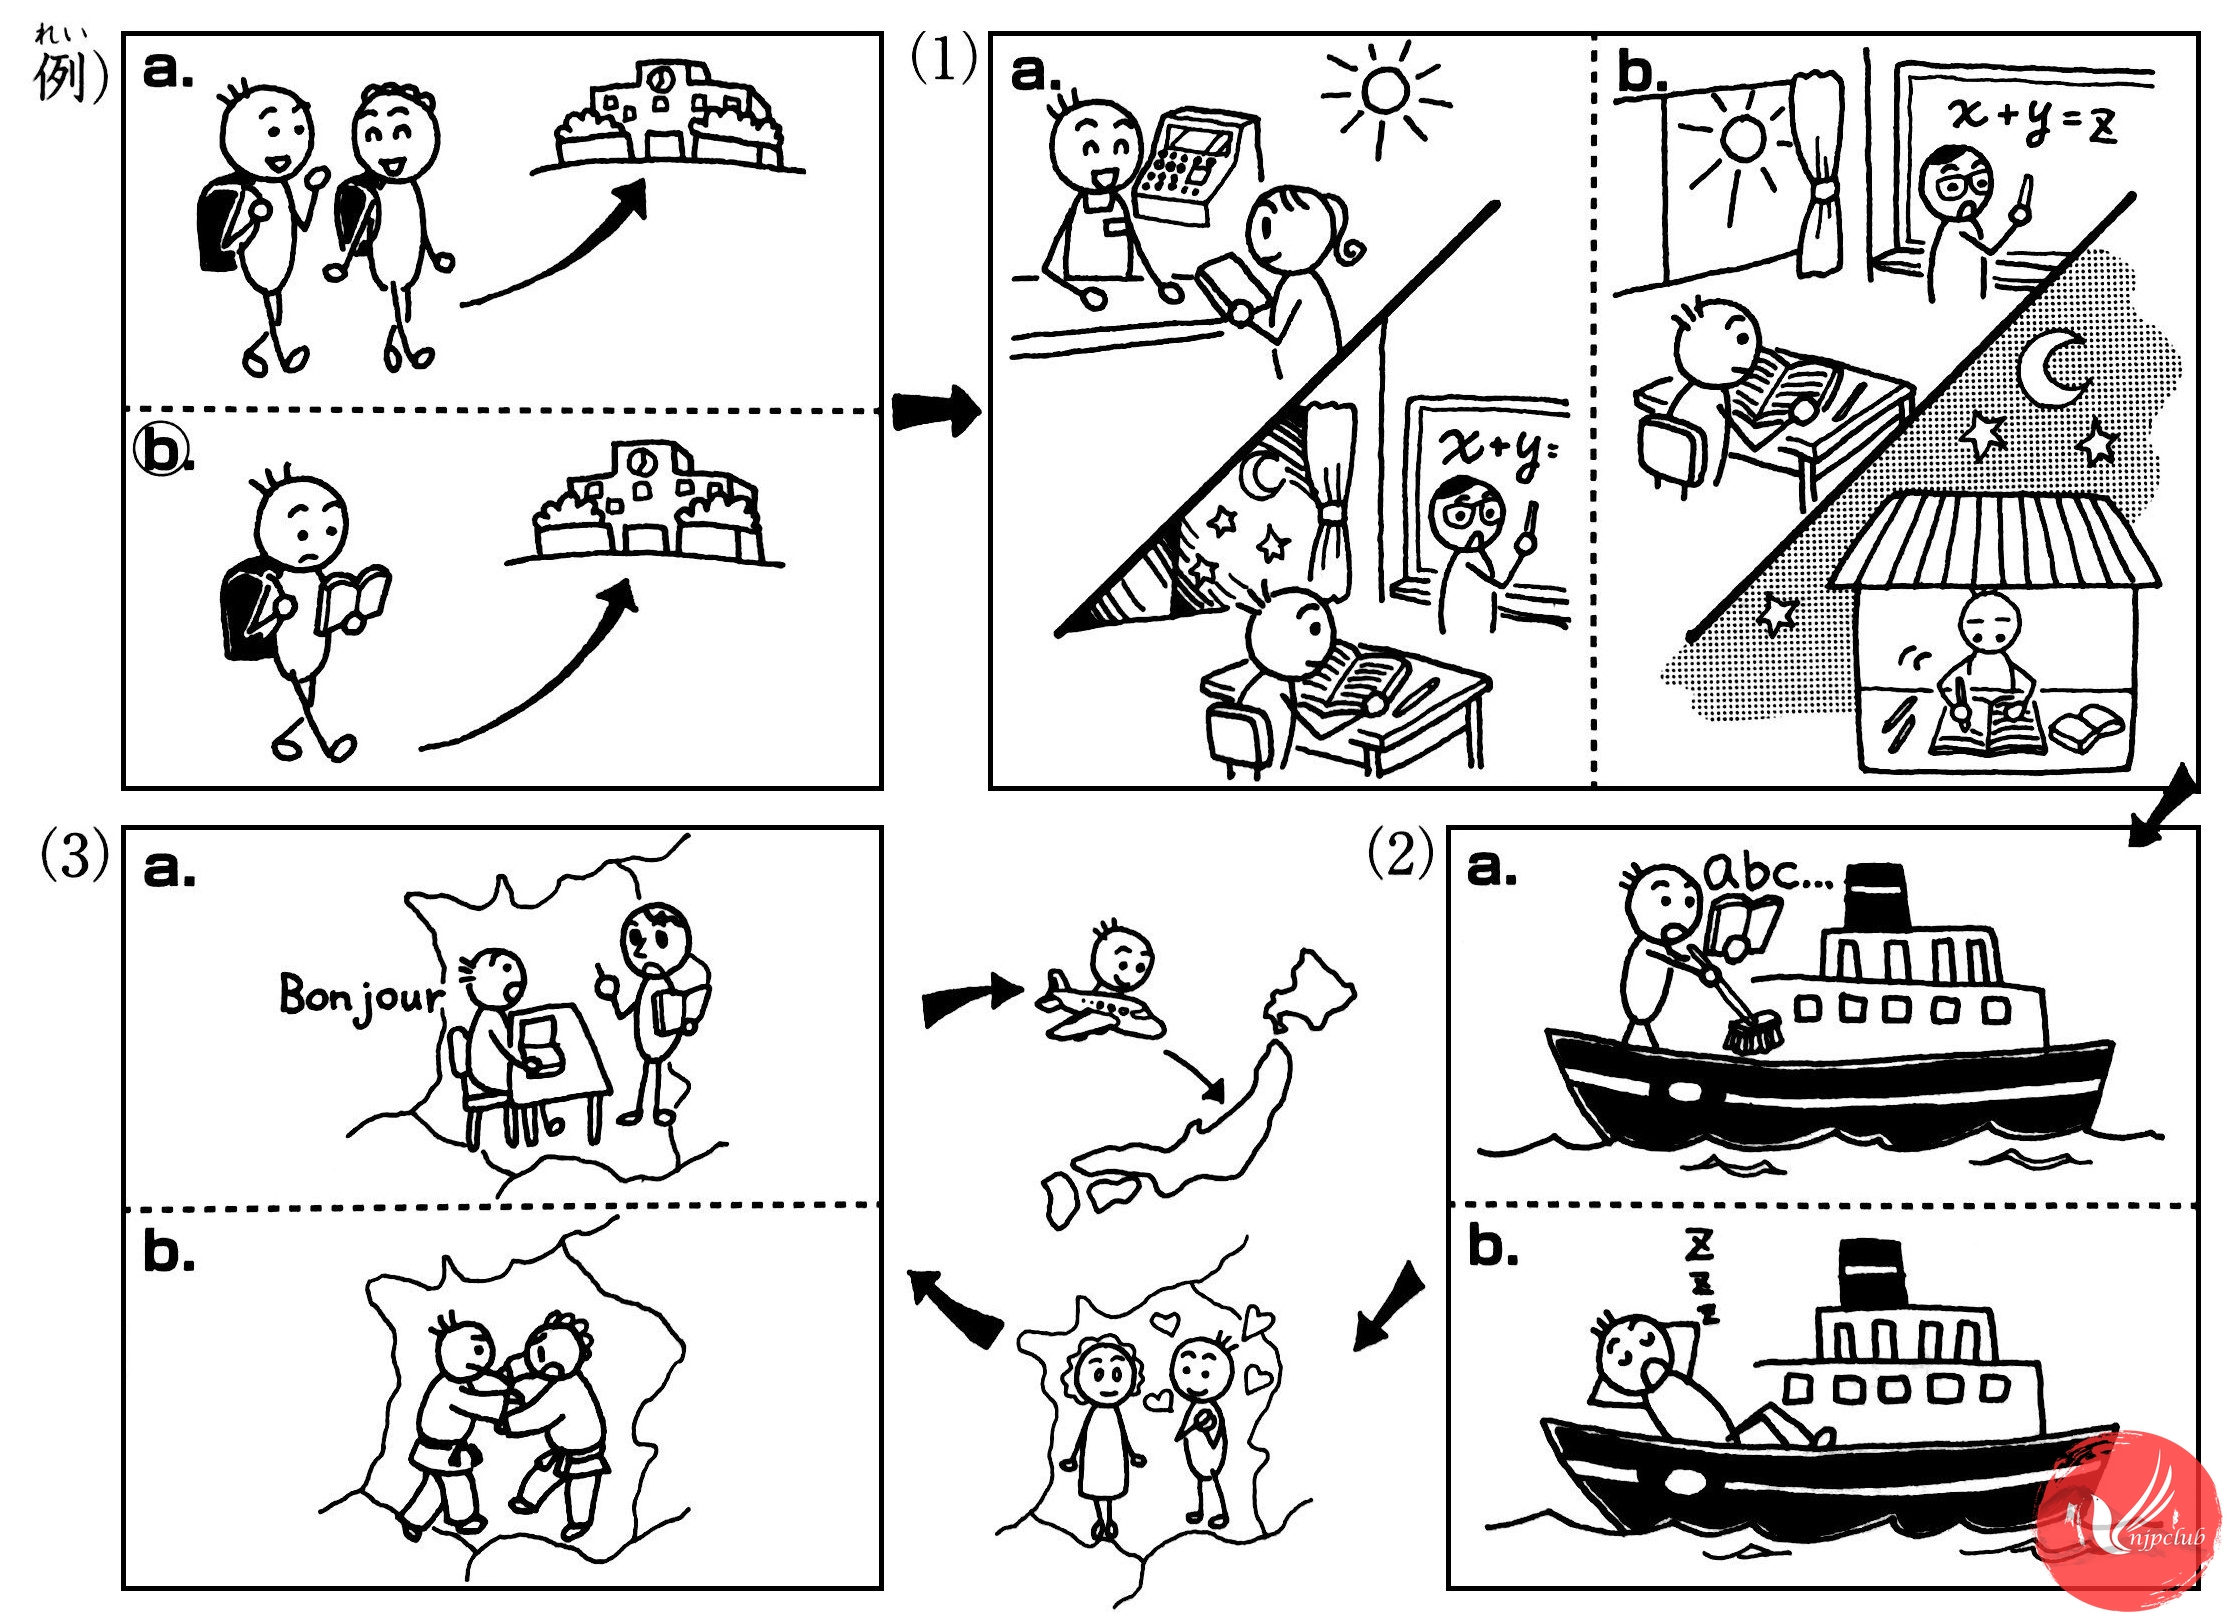 れい
例)
a.
b.
(1)
a.
x+y=
b.
x+y=z
(2)
a.
abc...
b.
z
z
z
(3)
a.
Bonjour
b.
njpclub